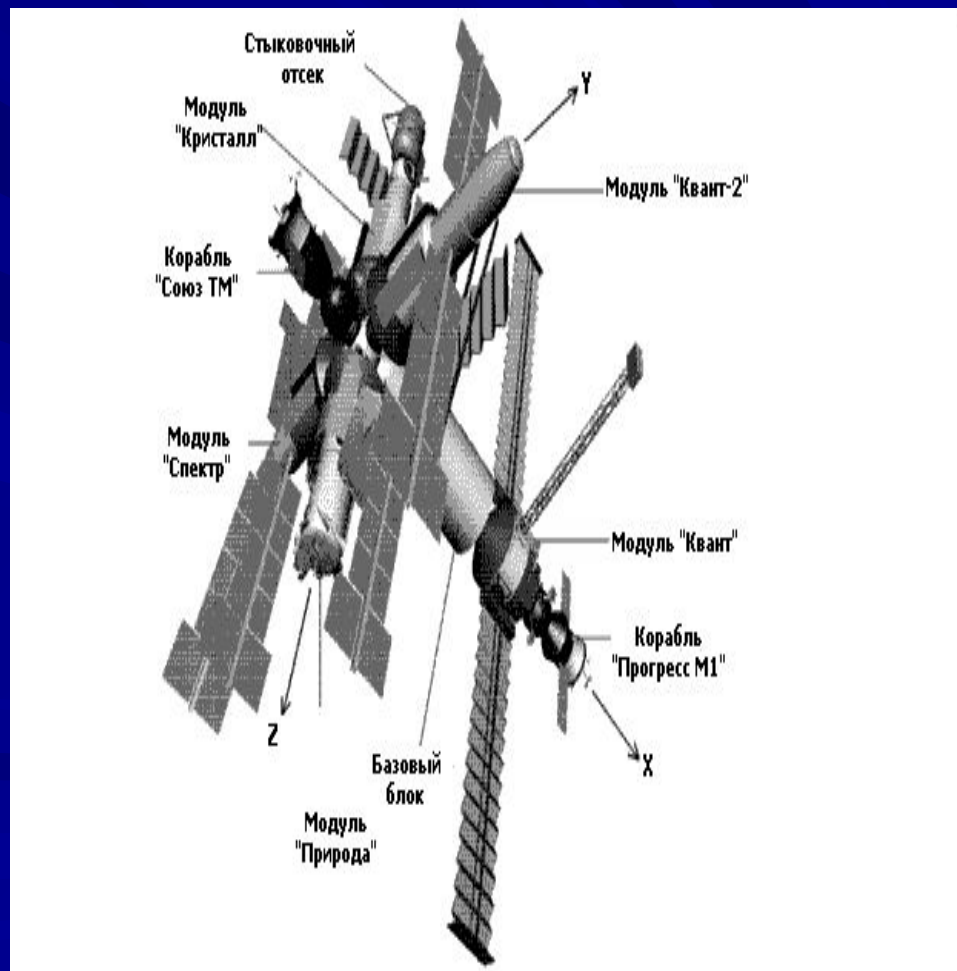 Стыковочный
отсек
Y
Модуль
"Кристалл"
Модуль "Квант-2"
Корабль
"Союз ТМ"
Модуль
"Спектр"
Модуль "Квант"
Корабль
"Прогресс М1"
Z
X
Базовый
блок
Модуль
"Природа"